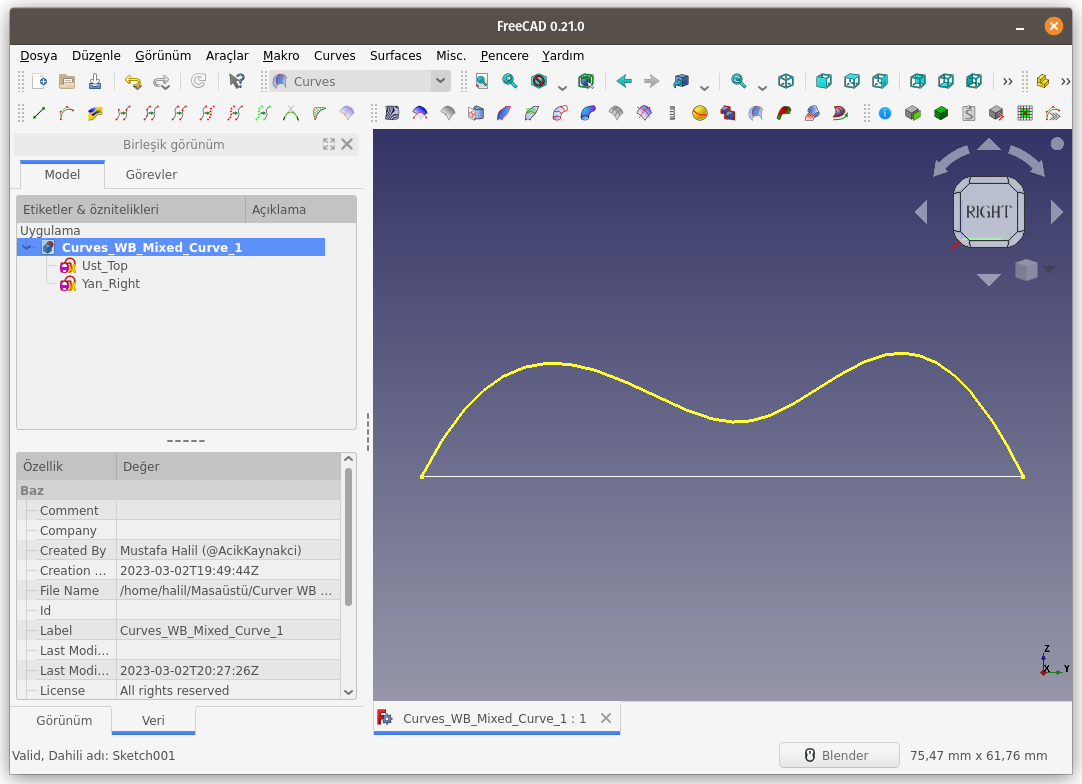 FreeCAD 0.21.0
Dosya Düzenle Görünüm Araçlar Makro Curves Surfaces Misc. Pencere Yardım
Curves
Birleşik görünüm
Model Görevler
Etiketler & öznitelikleri Açıklama
Uygulama
Curves_WB_Mixed_Curve_1
Ust_Top
Yan_Right
RIGHT
Özellik Değer
Baz
Comment
Company
Created By Mustafa Halil (@AcikKaynakci)
Creation ... 2023-03-02T19:49:44Z
File Name /home/halil/Masaüstü/Curver WB ...
Id
Label Curves_WB_Mixed_Curve_1
Last Modi...
Last Modi... 2023-03-02T20:27:26Z
License All rights reserved
Z
X Y
Görünüm Veri
Curves_WB_Mixed_Curve_1 : 1
Valid, Dahili adı: Sketch001
Blender 75,47 mm x 61,76 mm